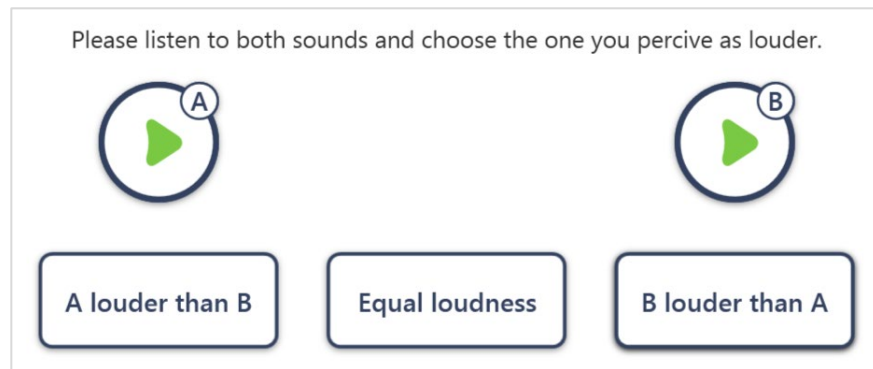 Please listen to both sounds and choose the one you percive as louder.
A
B
A louder than B
Equal loudness
B louder than A